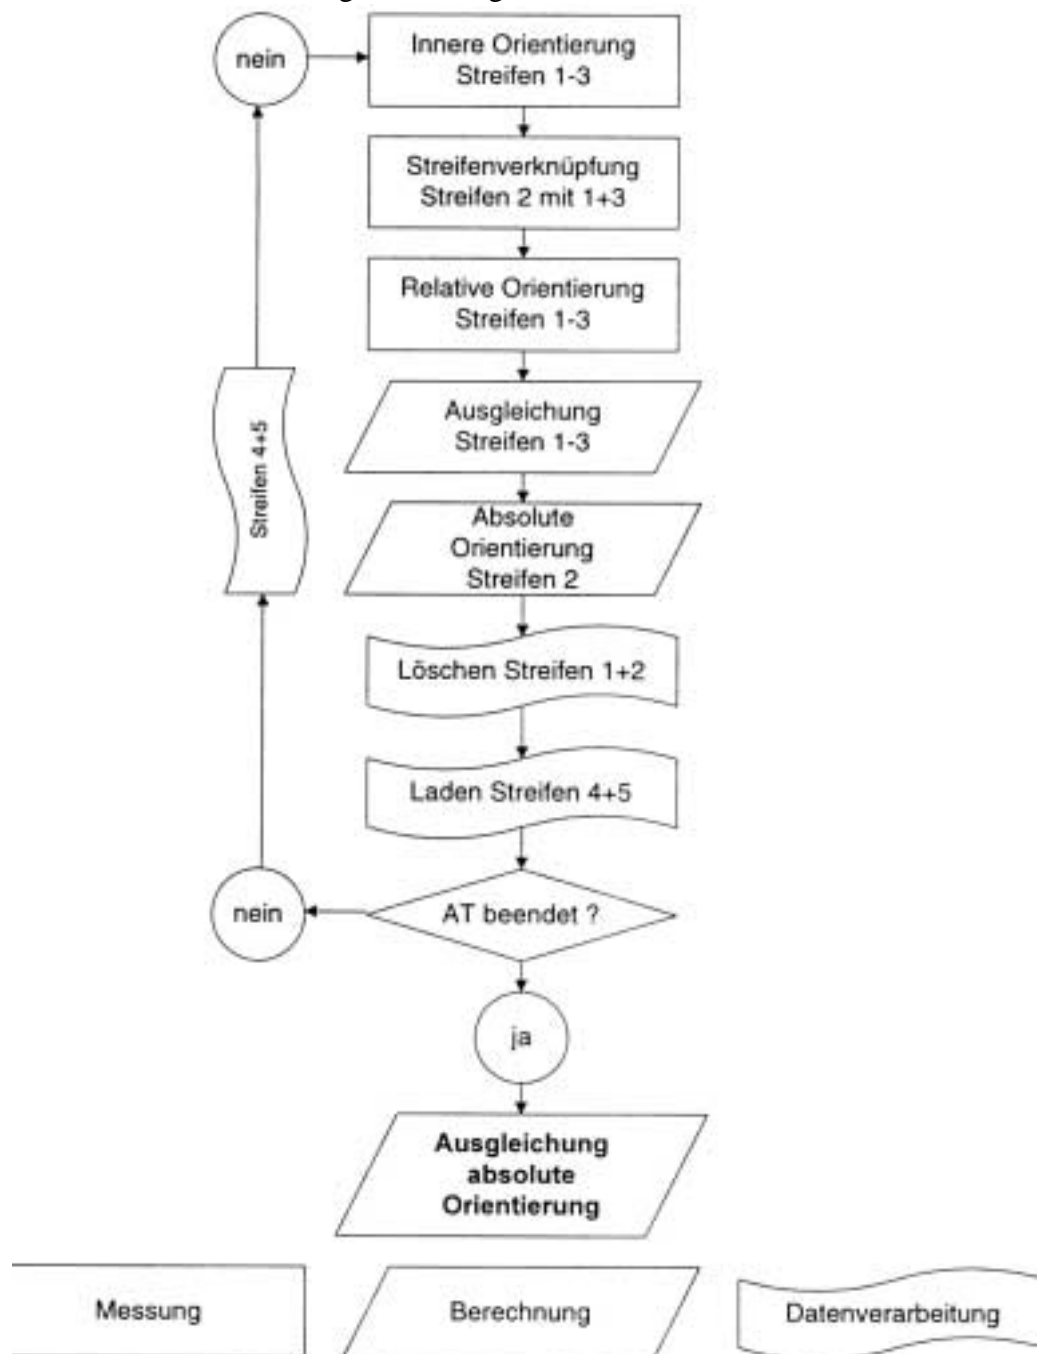 nein
Innere Orientierung
Streifen 1-3
Streifenverknüpfung
Streifen 2 mit 1+3
Relative Orientierung
Streifen 1-3
Ausgleichung
Streifen 1-3
Streifen 4+5
Absolute
Orientierung
Streifen 2
Löschen Streifen 1+2
Laden Streifen 4+5
nein
AT beendet ?
ja
Ausgleichung
absolute
Orientierung
Messung
Berechnung
Datenverarbeitung